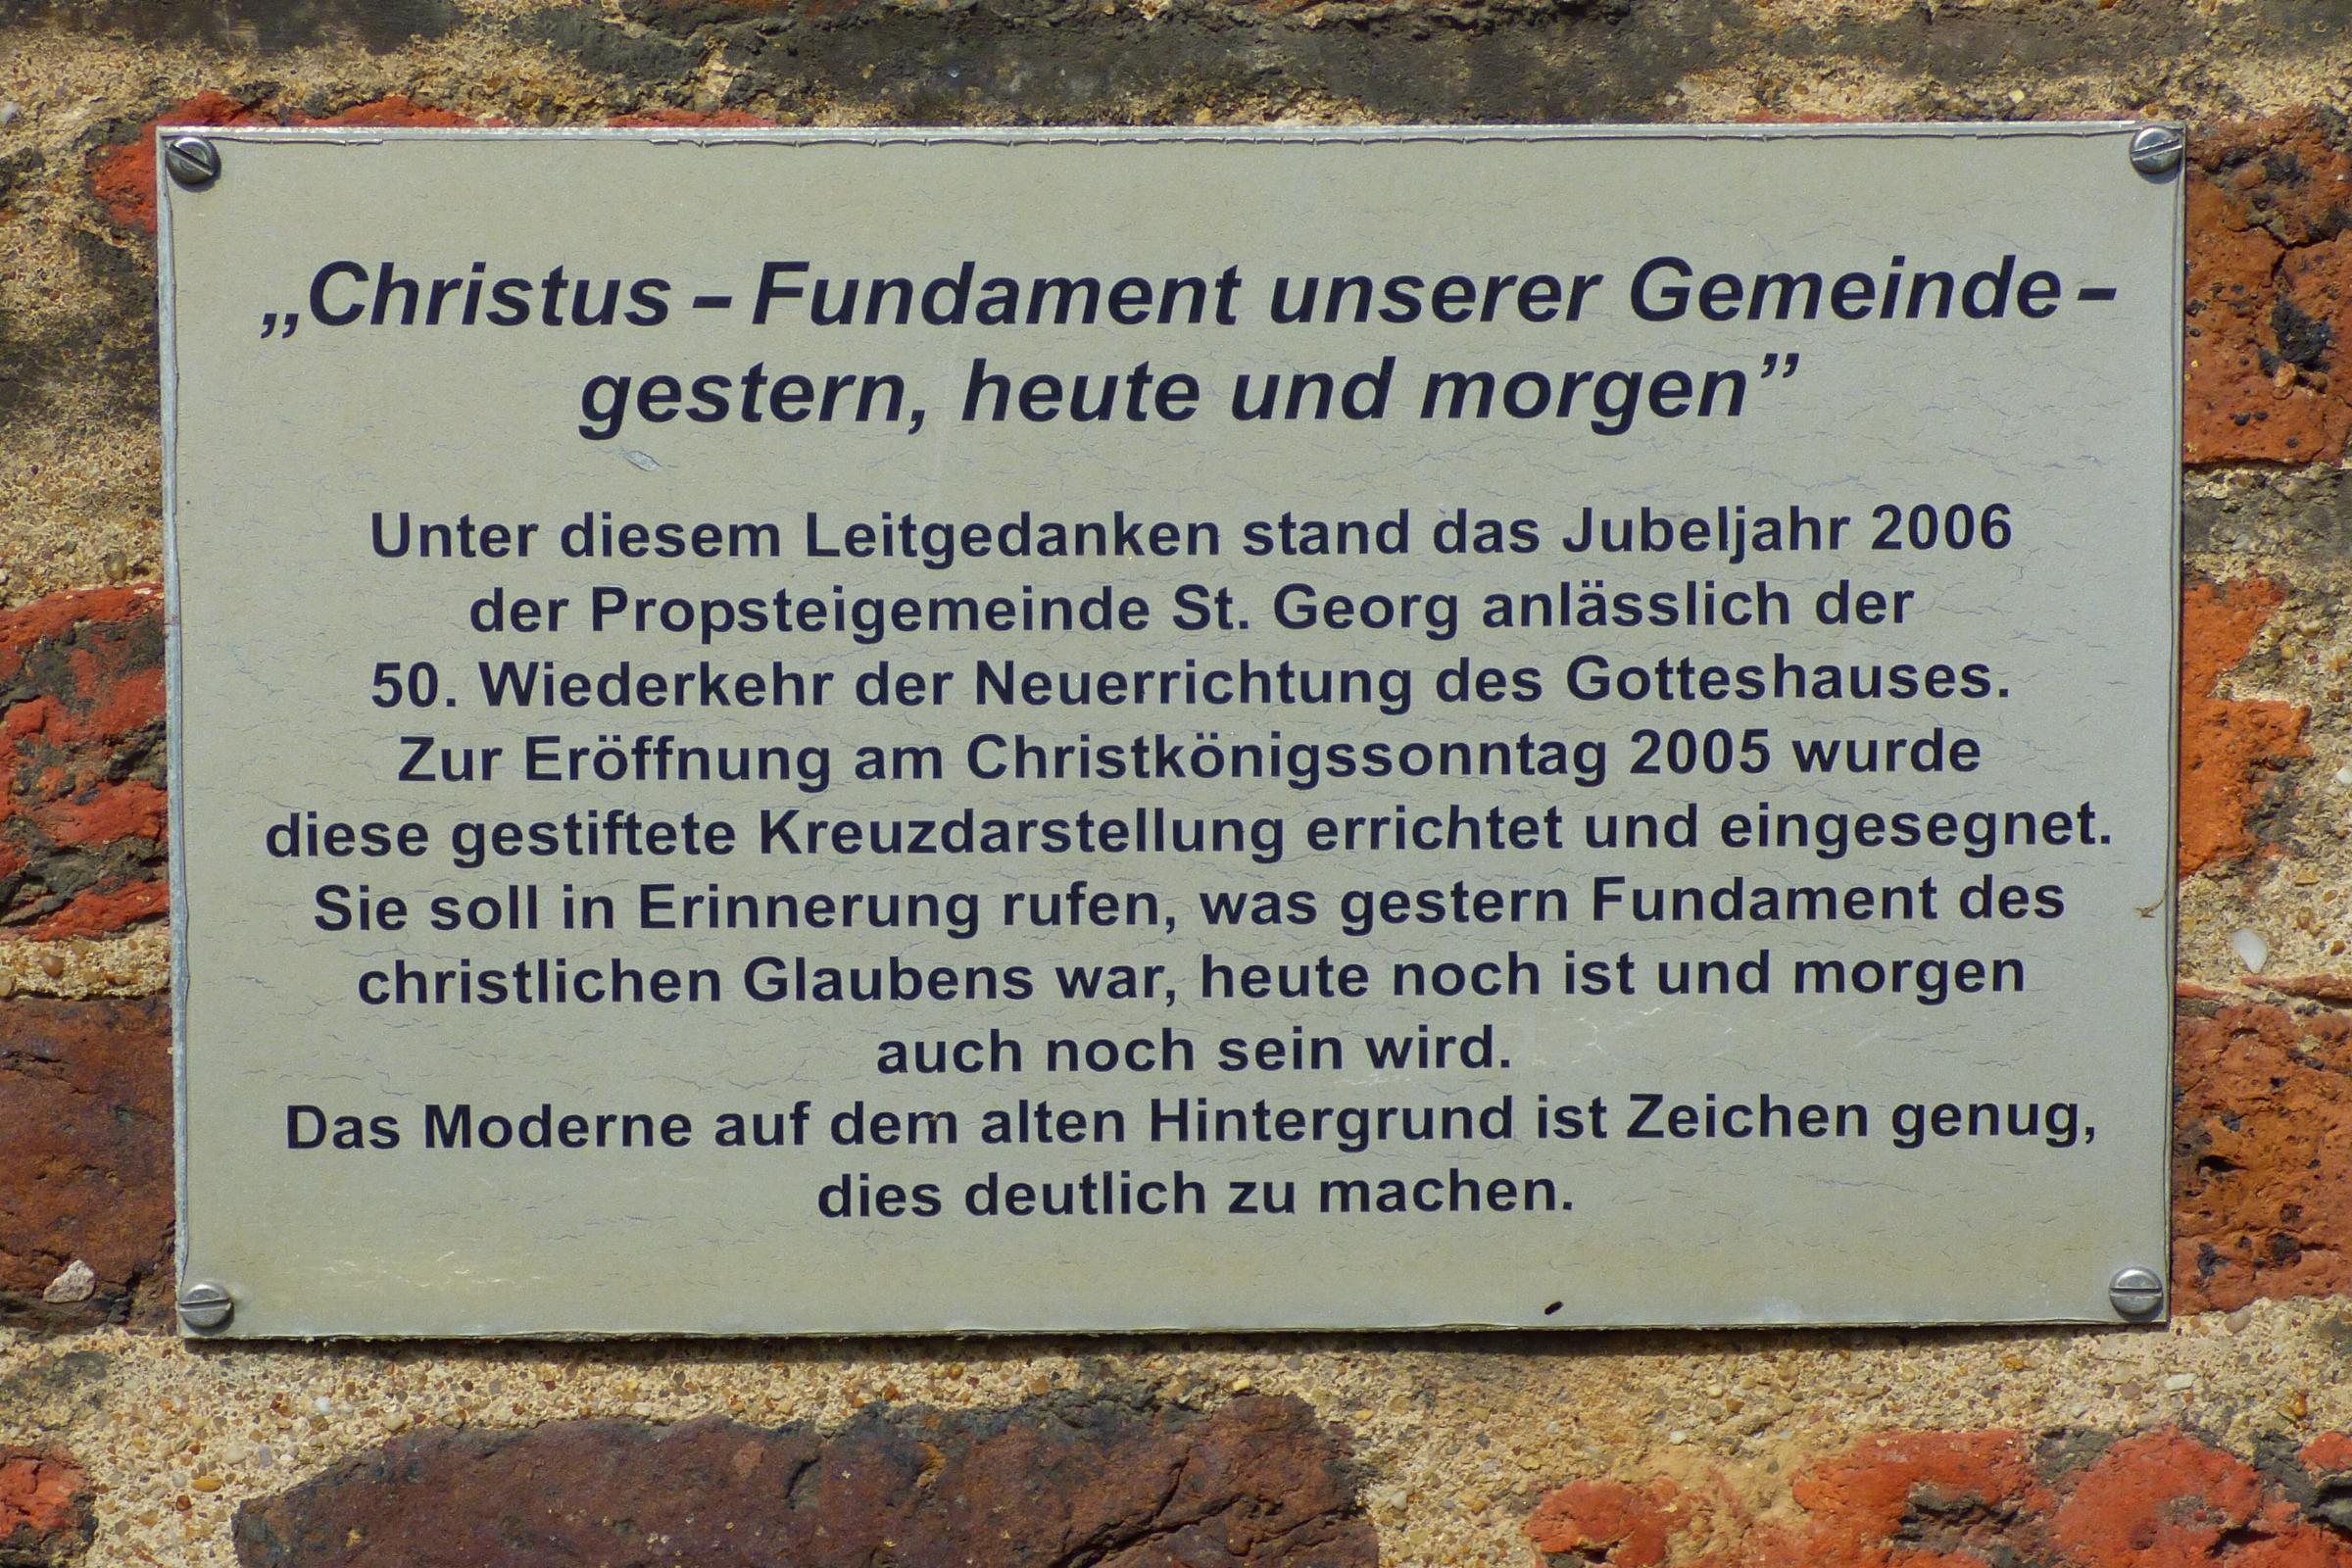 „Christus – Fundament unserer Gemeinde –
gestern, heute und morgen”
Unter diesem Leitgedanken stand das Jubeljahr 2006
der Propsteigemeinde St. Georg anlässlich der
50. Wiederkehr der Neuerrichtung des Gotteshauses.
Zur Eröffnung am Christkönigssonntag 2005 wurde
diese gestiftete Kreuzdarstellung errichtet und eingesegnet.
Sie soll in Erinnerung rufen, was gestern Fundament des
christlichen Glaubens war, heute noch ist und morgen
auch noch sein wird.
Das Moderne auf dem alten Hintergrund ist Zeichen genug,
dies deutlich zu machen.